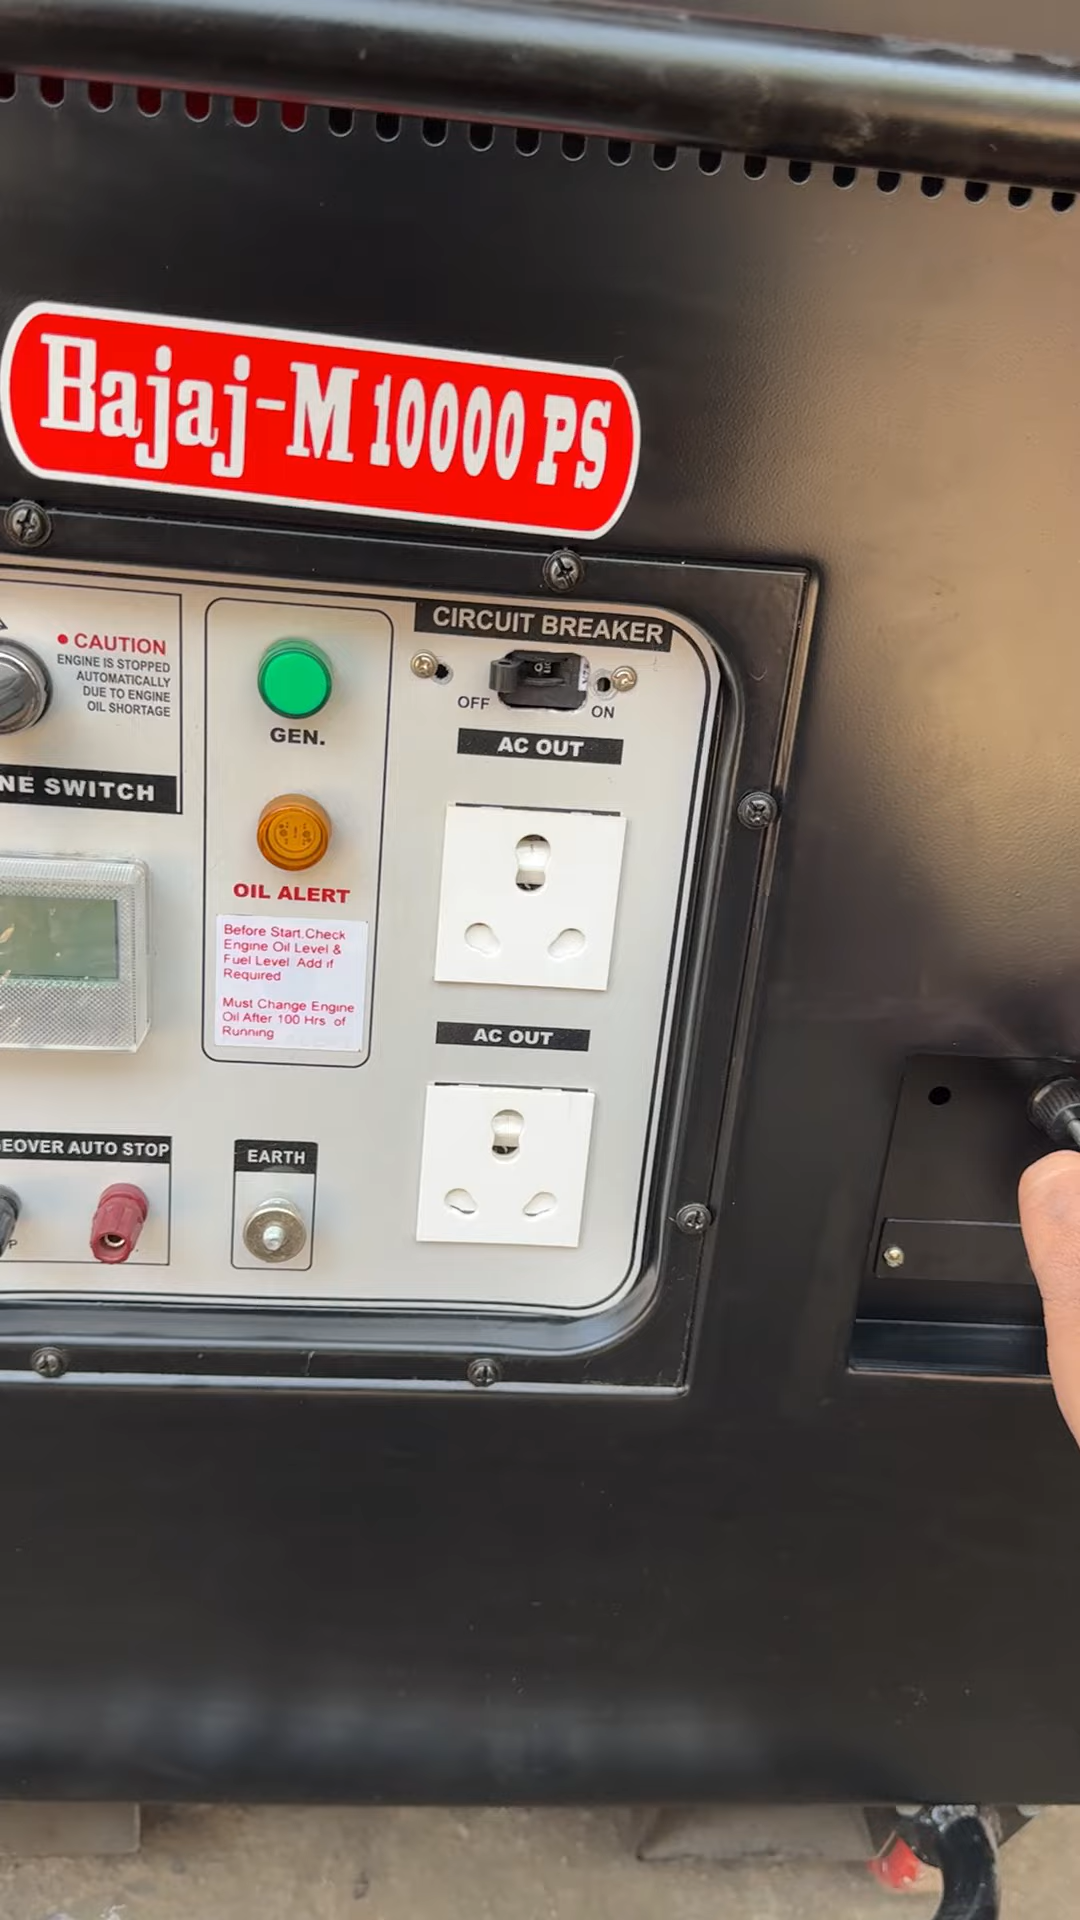 Bajaj-M 10000 PS
CAUTION
ENGINE IS STOPPED
AUTOMATICALLY
DUE TO ENGINE
OIL SHORTAGE
NE SWITCH
GEN.
OIL ALERT
Before Start,Check
Engine Oil Level &
Fuel Level Add if
Required
Must Change Engine
Oil After 100 Hrs of
Running
CIRCUIT BREAKER
OFF
ON
AC OUT
AC OUT
EOVER AUTO STOP
EARTH